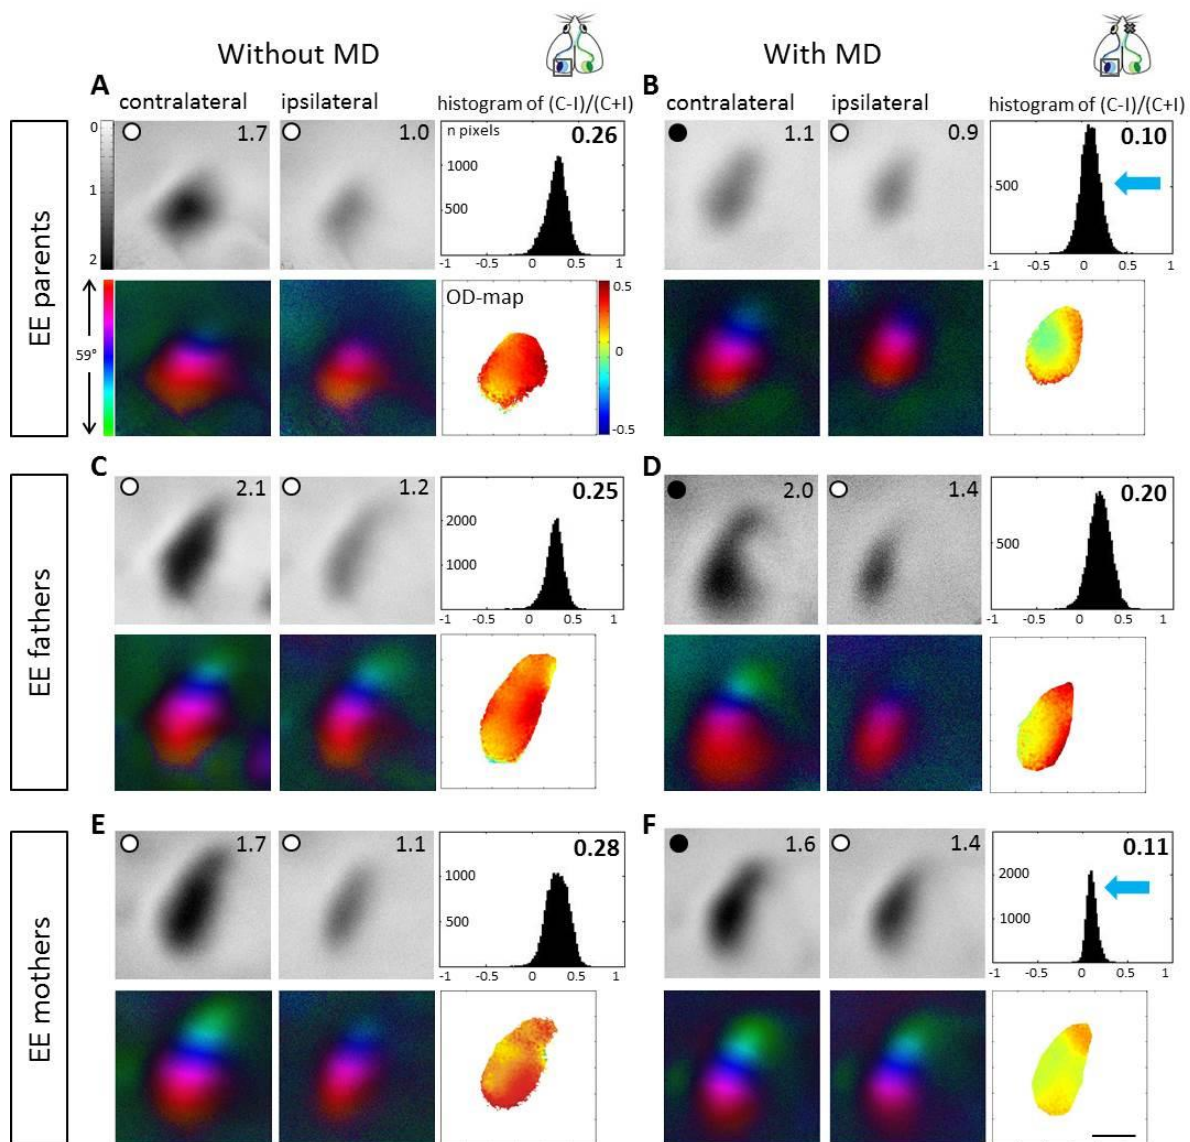 Without MD
With MD
A
contralateral
ipsilateral
histogram of (C-I)/(C+I)
B
contralateral
ipsilateral
histogram of (C-I)/(C+I)
EE parents
0
1
2
1.7
1.0
n pixels
0.26
1000
500
-1 -0.5 0 0.5 1
1.1
0.9
0.10
500
-1 -0.5 0 0.5 1
59°
OD-map
0.5
0
-0.5
C
D
EE fathers
2.1
1.2
0.25
2000
1000
-1 -0.5 0 0.5 1
2.0
1.4
0.20
500
-1 -0.5 0 0.5 1
E
F
EE mothers
1.7
1.1
0.28
1000
500
-1 -0.5 0 0.5 1
1.6
1.4
0.11
2000
1000
-1 -0.5 0 0.5 1